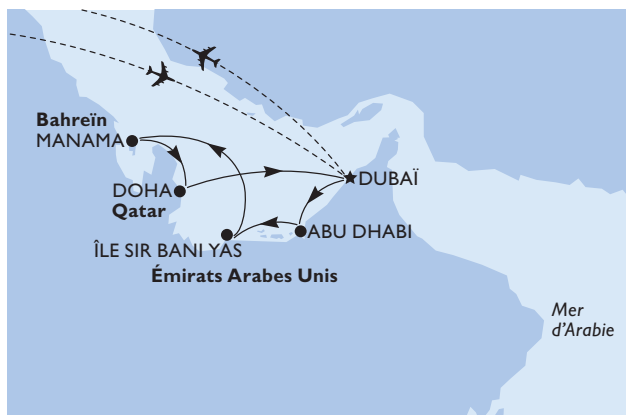 Bahreïn
MANAMA
DOHA
Qatar
DUBAÏ
ABU DHABI
ÎLE SIR BANI YAS
Émirats Arabes Unis
Mer
d'Arabie